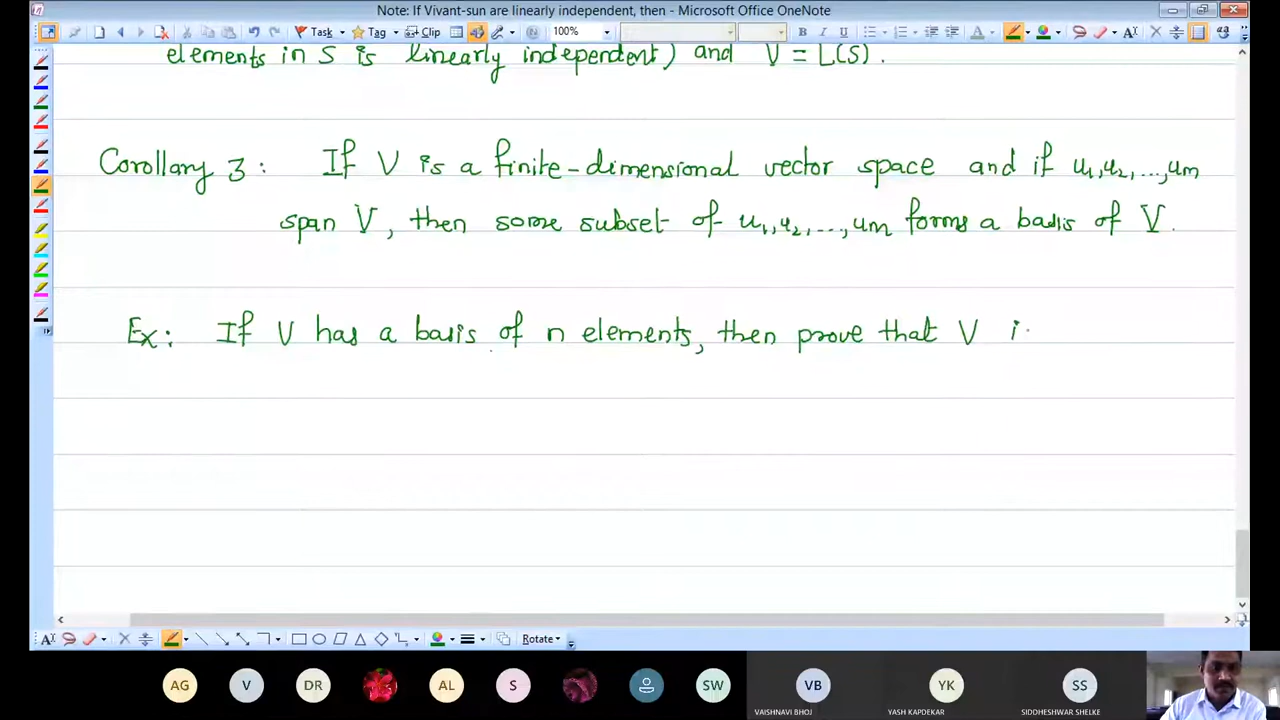 Note: If Vivant-sun are linearly independent, then - Microsoft Office OneNote
Task Tag Clip 100% B I U
elements in S is linearly independent) and V = L(S).
Corollary 3: If V is a finite-dimensional vector space and if u1,u2,...,um
span V, then some subset of u1,u2,...,um forms a basis of V.
Ex: If V has a basis of n elements, then prove that V i
Rotate
AG V DR AL S SW VB YK SS
VAISHNAVI BHOJ YASH KAPDEKAR SIDDHESHWAR SHELKE